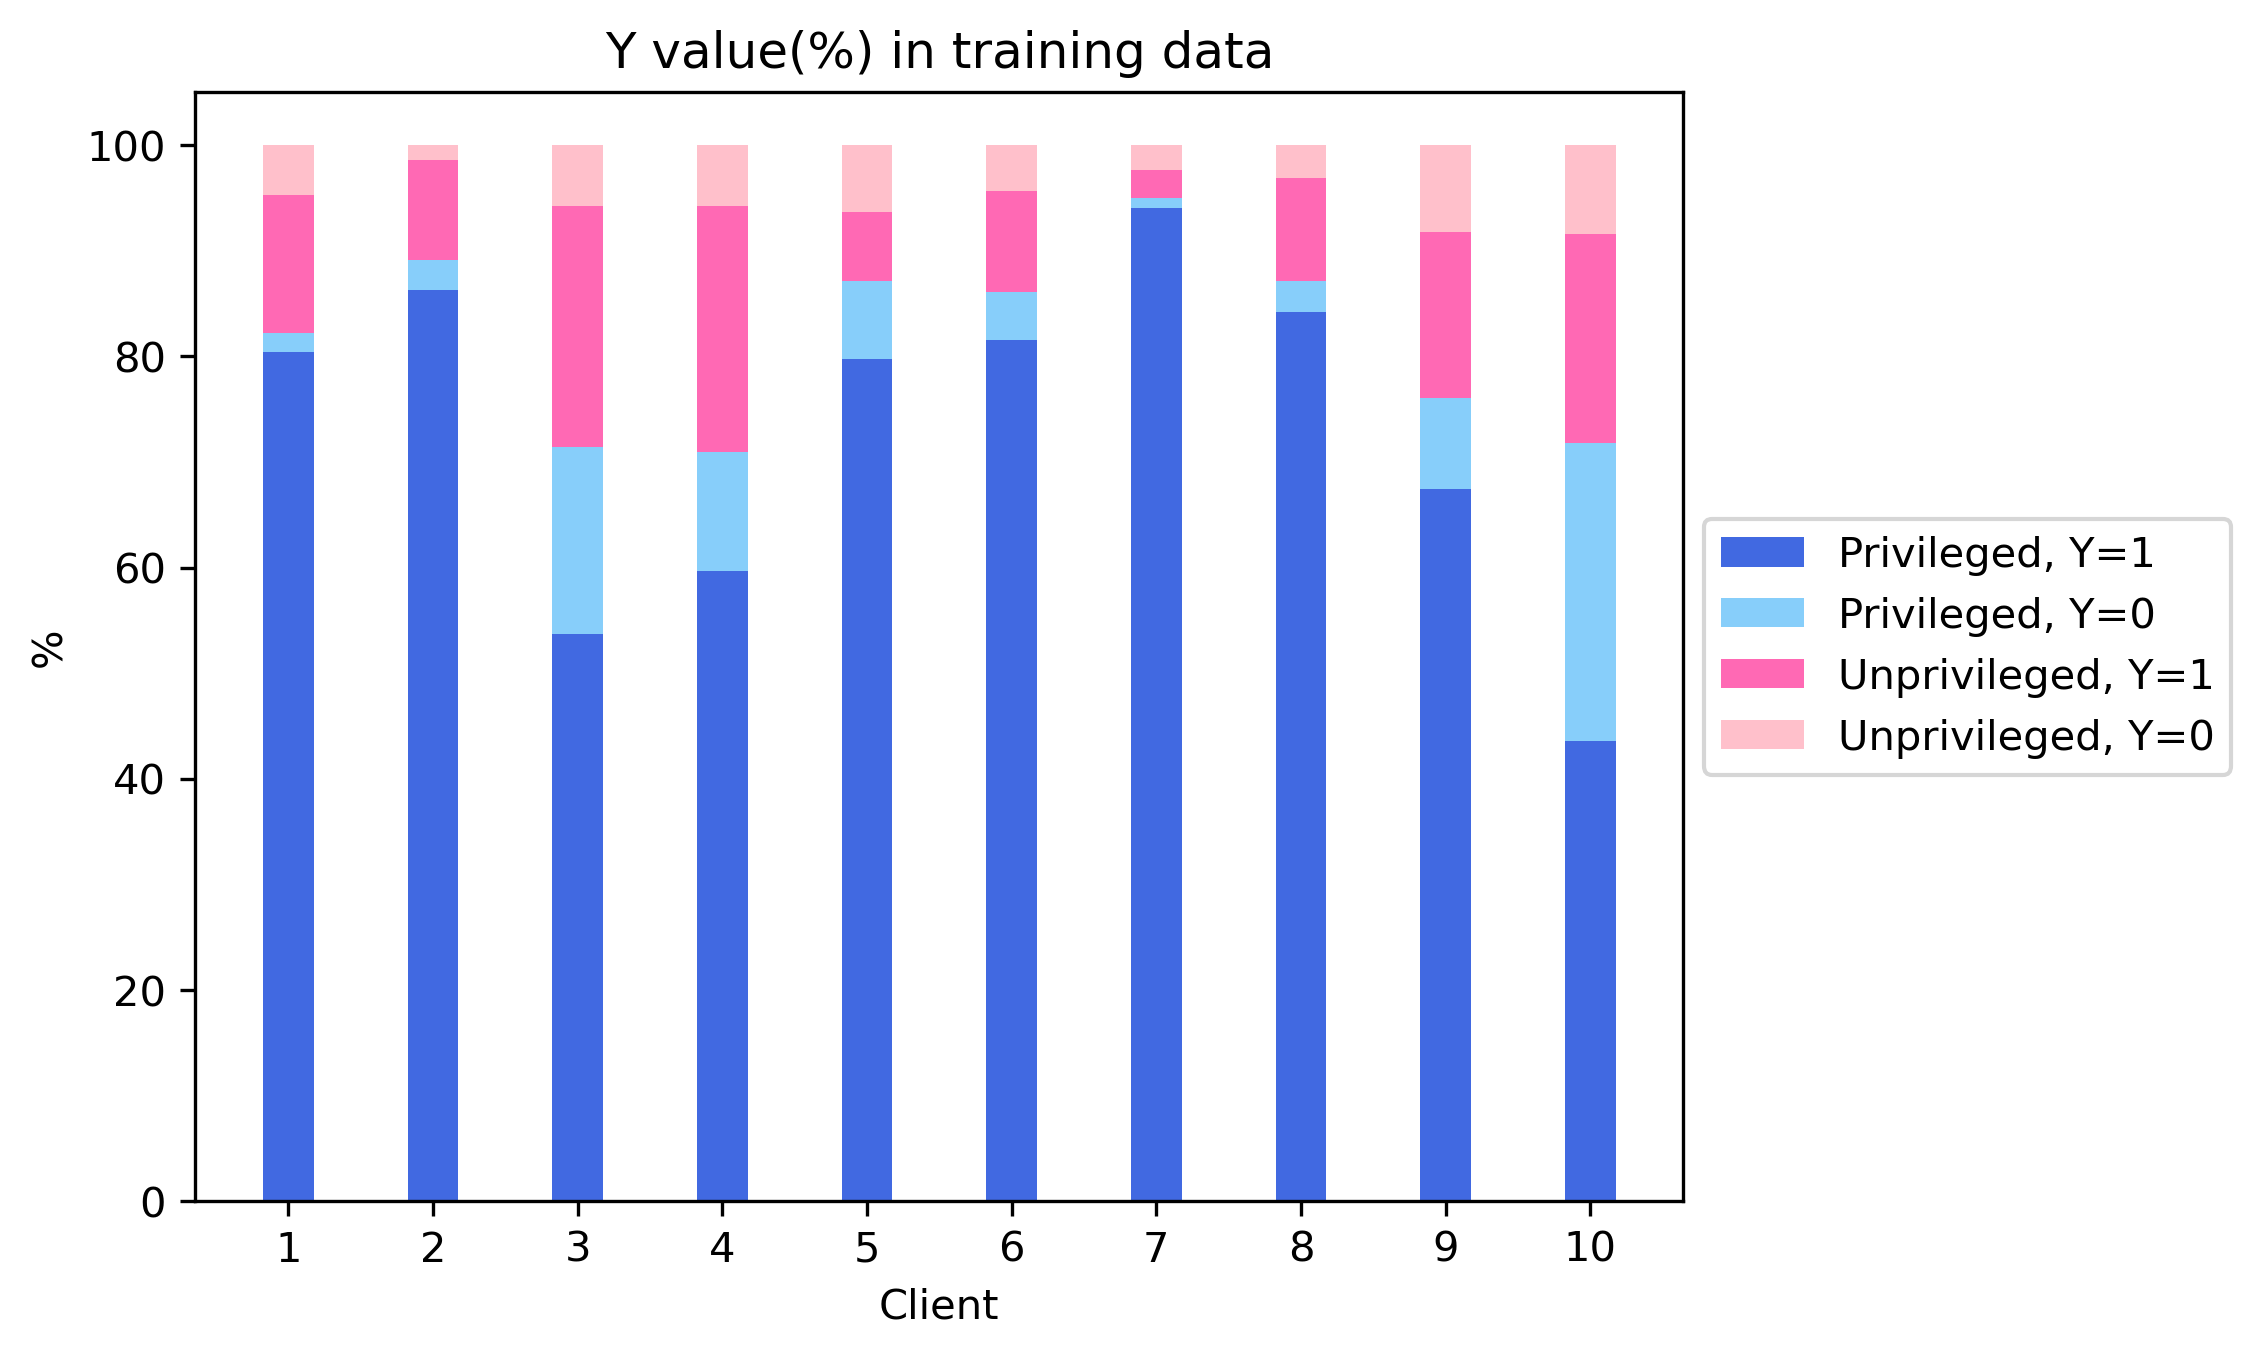 Y value(%) in training data
100
80
60
40
20
0
%
1 2 3 4 5 6 7 8 9 10
Client
Privileged, Y=1
Privileged, Y=0
Unprivileged, Y=1
Unprivileged, Y=0